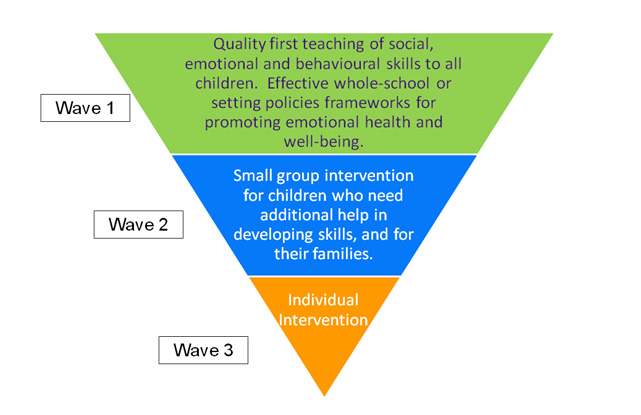 Quality first teaching of social,
emotional and behavioural skills to all
children.  Effective whole-school or
setting policies frameworks for
promoting emotional health and
well-being.
Wave 1
Small group intervention
for children who need
additional help in
developing skills, and for
their families.
Wave 2
Individual
Intervention
Wave 3